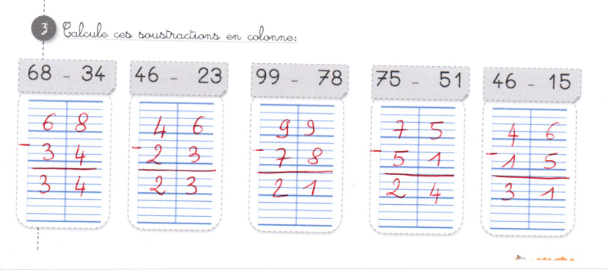 3 Calcule ces soustractions en colonne:
68 - 34 46 - 23 99 - 78 75 - 51 46 - 15
6 8 4 6 9 9 7 5 4 6
- 3 4 - 2 3 - 7 8 - 5 1 - 1 5
3 4 2 3 2 1 2 4 3 1